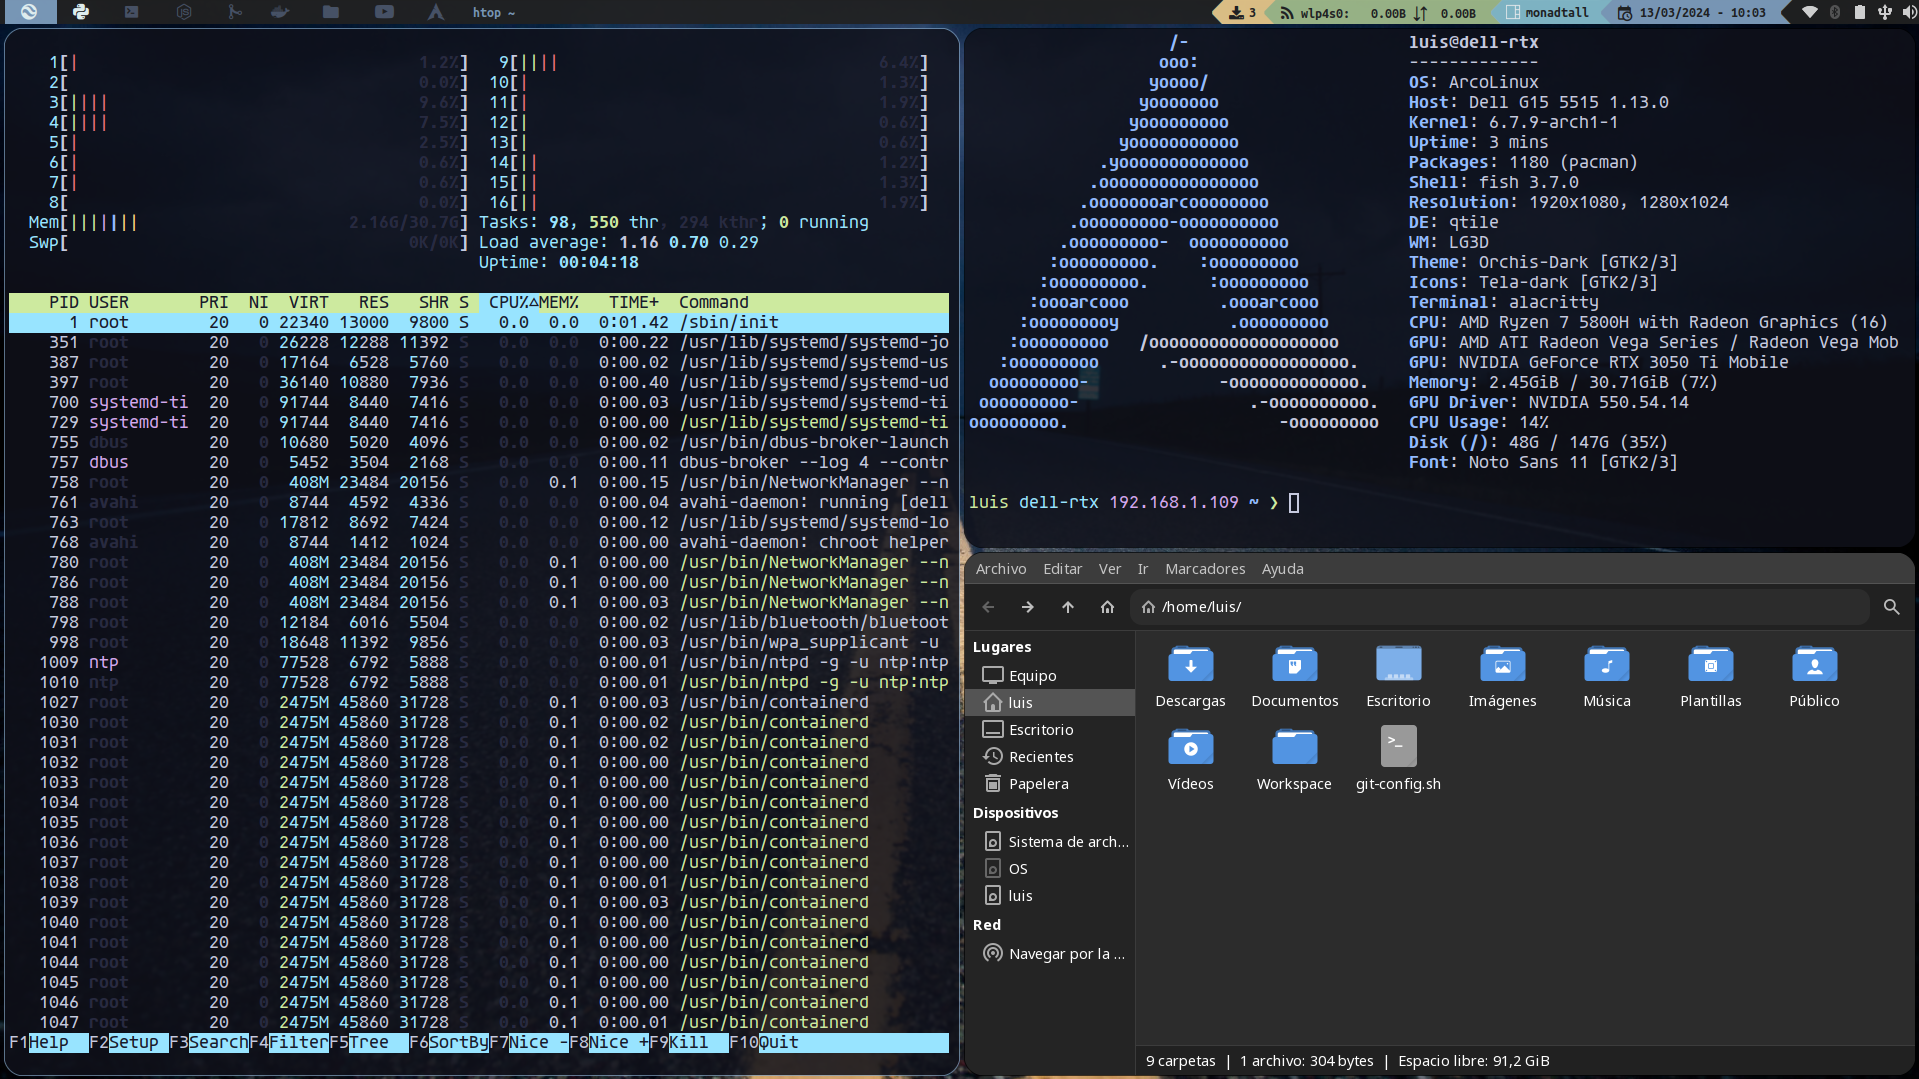 htop ~
3
wlp4s0: 0.00B ↓↑ 0.00B
monadtall
13/03/2024 - 10:03
1[| 1.2%] 9[|||| 6.4%]
2[ 0.0%] 10[| 1.3%]
3[|||| 9.6%] 11[| 1.9%]
4[|||| 7.5%] 12[| 0.6%]
5[| 2.5%] 13[| 0.6%]
6[| 0.6%] 14[|| 1.2%]
7[| 0.6%] 15[|| 1.3%]
8[ 0.0%] 16[|| 1.9%]
Mem[||||||| 2.16G/30.7G] Tasks: 98, 550 thr, 294 kthr; 0 running
Swp[ 0K/0K] Load average: 1.16 0.70 0.29
Uptime: 00:04:18
PID USER PRI NI VIRT RES SHR S CPU%△MEM% TIME+ Command
1 root 20 0 22340 13000 9800 S 0.0 0.0 0:01.42 /sbin/init
351 root 20 0 26228 12288 11392 S 0.0 0.0 0:00.22 /usr/lib/systemd/systemd-jo
387 root 20 0 17164 6528 5760 S 0.0 0.0 0:00.02 /usr/lib/systemd/systemd-us
397 root 20 0 36140 10880 7936 S 0.0 0.0 0:00.40 /usr/lib/systemd/systemd-ud
700 systemd-ti 20 0 91744 8440 7416 S 0.0 0.0 0:00.03 /usr/lib/systemd/systemd-ti
729 systemd-ti 20 0 91744 8440 7416 S 0.0 0.0 0:00.00 /usr/lib/systemd/systemd-ti
755 dbus 20 0 10680 5020 4096 S 0.0 0.0 0:00.02 /usr/bin/dbus-broker-launch
757 dbus 20 0 5452 3504 2168 S 0.0 0.0 0:00.11 dbus-broker --log 4 --contr
758 root 20 0 408M 23484 20156 S 0.0 0.1 0:00.15 /usr/bin/NetworkManager --n
761 avahi 20 0 8744 4592 4336 S 0.0 0.0 0:00.04 avahi-daemon: running [dell
763 root 20 0 17812 8692 7424 S 0.0 0.0 0:00.12 /usr/lib/systemd/systemd-lo
768 avahi 20 0 8744 1412 1024 S 0.0 0.0 0:00.00 avahi-daemon: chroot helper
780 root 20 0 408M 23484 20156 S 0.0 0.1 0:00.00 /usr/bin/NetworkManager --n
786 root 20 0 408M 23484 20156 S 0.0 0.1 0:00.00 /usr/bin/NetworkManager --n
788 root 20 0 408M 23484 20156 S 0.0 0.1 0:00.03 /usr/bin/NetworkManager --n
798 root 20 0 12184 6016 5504 S 0.0 0.0 0:00.02 /usr/lib/bluetooth/bluetoot
998 root 20 0 18648 11392 9856 S 0.0 0.0 0:00.03 /usr/bin/wpa_supplicant -u
1009 ntp 20 0 77528 6792 5888 S 0.0 0.0 0:00.01 /usr/bin/ntpd -g -u ntp:ntp
1010 ntp 20 0 77528 6792 5888 S 0.0 0.0 0:00.01 /usr/bin/ntpd -g -u ntp:ntp
1027 root 20 0 2475M 45860 31728 S 0.0 0.1 0:00.03 /usr/bin/containerd
1030 root 20 0 2475M 45860 31728 S 0.0 0.1 0:00.02 /usr/bin/containerd
1031 root 20 0 2475M 45860 31728 S 0.0 0.1 0:00.02 /usr/bin/containerd
1032 root 20 0 2475M 45860 31728 S 0.0 0.1 0:00.00 /usr/bin/containerd
1033 root 20 0 2475M 45860 31728 S 0.0 0.1 0:00.00 /usr/bin/containerd
1034 root 20 0 2475M 45860 31728 S 0.0 0.1 0:00.00 /usr/bin/containerd
1035 root 20 0 2475M 45860 31728 S 0.0 0.1 0:00.00 /usr/bin/containerd
1036 root 20 0 2475M 45860 31728 S 0.0 0.1 0:00.00 /usr/bin/containerd
1037 root 20 0 2475M 45860 31728 S 0.0 0.1 0:00.00 /usr/bin/containerd
1038 root 20 0 2475M 45860 31728 S 0.0 0.1 0:00.01 /usr/bin/containerd
1039 root 20 0 2475M 45860 31728 S 0.0 0.1 0:00.03 /usr/bin/containerd
1040 root 20 0 2475M 45860 31728 S 0.0 0.1 0:00.00 /usr/bin/containerd
1041 root 20 0 2475M 45860 31728 S 0.0 0.1 0:00.00 /usr/bin/containerd
1044 root 20 0 2475M 45860 31728 S 0.0 0.1 0:00.00 /usr/bin/containerd
1045 root 20 0 2475M 45860 31728 S 0.0 0.1 0:00.00 /usr/bin/containerd
1046 root 20 0 2475M 45860 31728 S 0.0 0.1 0:00.00 /usr/bin/containerd
1047 root 20 0 2475M 45860 31728 S 0.0 0.1 0:00.01 /usr/bin/containerd
F1Help F2Setup F3SearchF4FilterF5Tree F6SortByF7Nice -F8Nice +F9Kill F10Quit
/-
ooo:
yoooo/
yooooooo
yooooooooo
yooooooooooo
.yooooooooooooo
.oooooooooooooooo
.ooooooooarcoooooooo
.ooooooooo-oooooooooo
.ooooooooo- oooooooooo
:ooooooooo. :ooooooooo
:ooooooooo. :ooooooooo
:oooarcooo .oooarcooo
:ooooooooy .ooooooooo
:ooooooooo /ooooooooooooooooooo
:ooooooooo .-ooooooooooooooooo.
ooooooooo- -ooooooooooooo.
ooooooooo- .-oooooooooo.
ooooooooo. -ooooooooo
luis@dell-rtx
-------------
OS: ArcoLinux
Host: Dell G15 5515 1.13.0
Kernel: 6.7.9-arch1-1
Uptime: 3 mins
Packages: 1180 (pacman)
Shell: fish 3.7.0
Resolution: 1920x1080, 1280x1024
DE: qtile
WM: LG3D
Theme: Orchis-Dark [GTK2/3]
Icons: Tela-dark [GTK2/3]
Terminal: alacritty
CPU: AMD Ryzen 7 5800H with Radeon Graphics (16)
GPU: AMD ATI Radeon Vega Series / Radeon Vega Mob
GPU: NVIDIA GeForce RTX 3050 Ti Mobile
Memory: 2.45GiB / 30.71GiB (7%)
GPU Driver: NVIDIA 550.54.14
CPU Usage: 14%
Disk (/): 48G / 147G (35%)
Font: Noto Sans 11 [GTK2/3]
luis dell-rtx 192.168.1.109 ~ ❯
Archivo Editar Ver Ir Marcadores Ayuda
/home/luis/
Lugares
Equipo
luis
Escritorio
Recientes
Papelera
Dispositivos
Sistema de arch...
OS
luis
Red
Navegar por la ...
Descargas Documentos Escritorio Imágenes Música Plantillas Público
Vídeos Workspace git-config.sh
9 carpetas | 1 archivo: 304 bytes | Espacio libre: 91,2 GiB